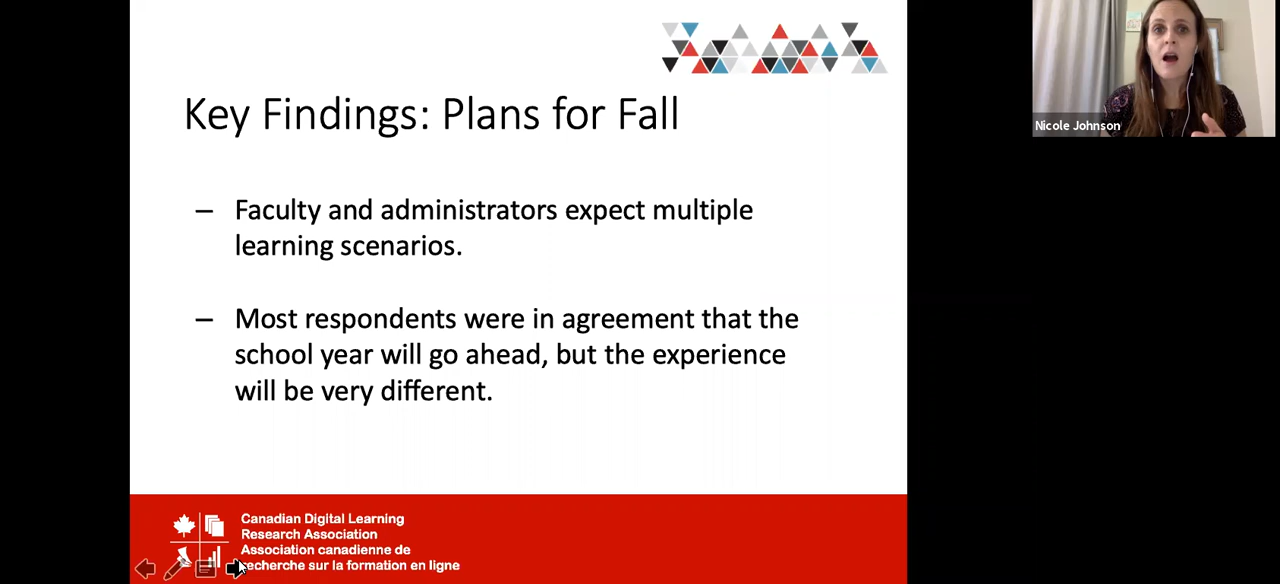 Key Findings: Plans for Fall
– Faculty and administrators expect multiple
learning scenarios.
– Most respondents were in agreement that the
school year will go ahead, but the experience
will be very different.
Canadian Digital Learning
Research Association
Association canadienne de
recherche sur la formation en ligne
Nicole Johnson